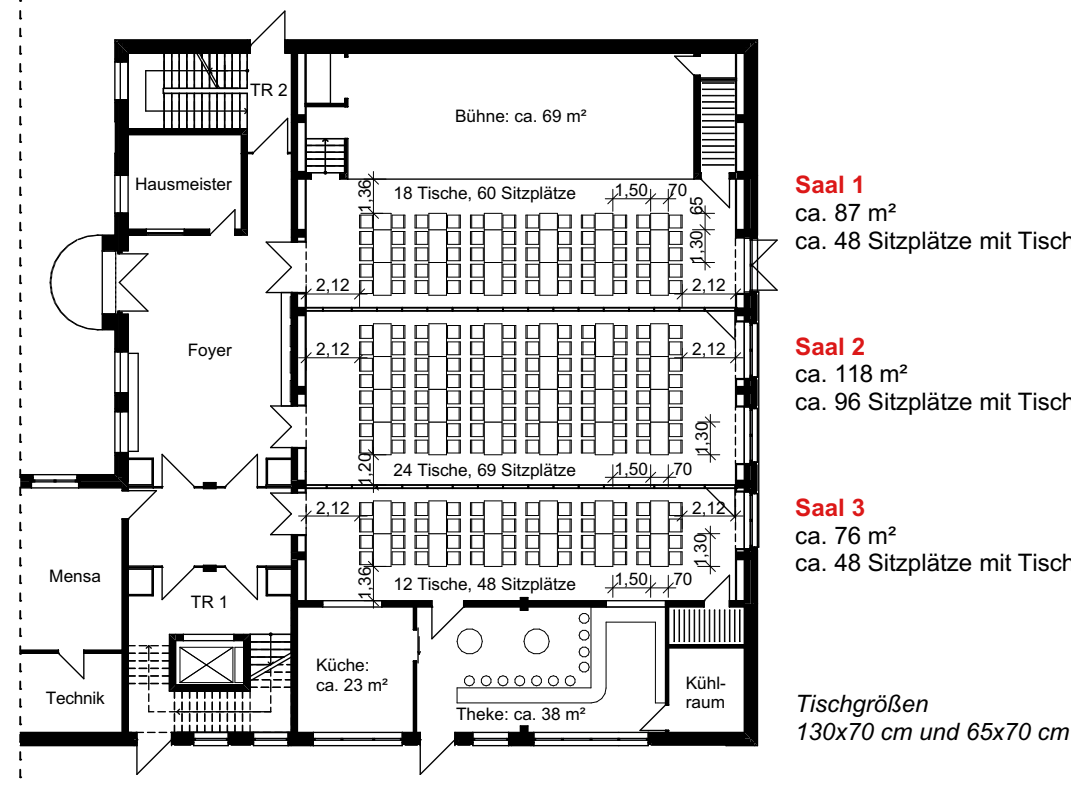 TR 2
Bühne: ca. 69 m²
Hausmeister
1,36
18 Tische, 60 Sitzplätze
1,50
70
65
1,30
2,12
2,12
Saal 1
ca. 87 m²
ca. 48 Sitzplätze mit Tisch
Foyer
2,12
2,12
1,30
1,20
24 Tische, 69 Sitzplätze
1,50
70
Saal 2
ca. 118 m²
ca. 96 Sitzplätze mit Tisch
2,12
2,12
1,30
1,36
12 Tische, 48 Sitzplätze
1,50
70
Saal 3
ca. 76 m²
ca. 48 Sitzplätze mit Tisch
Mensa
TR 1
Technik
Küche:
ca. 23 m²
Theke: ca. 38 m²
Kühl-
raum
Tischgrößen
130x70 cm und 65x70 cm